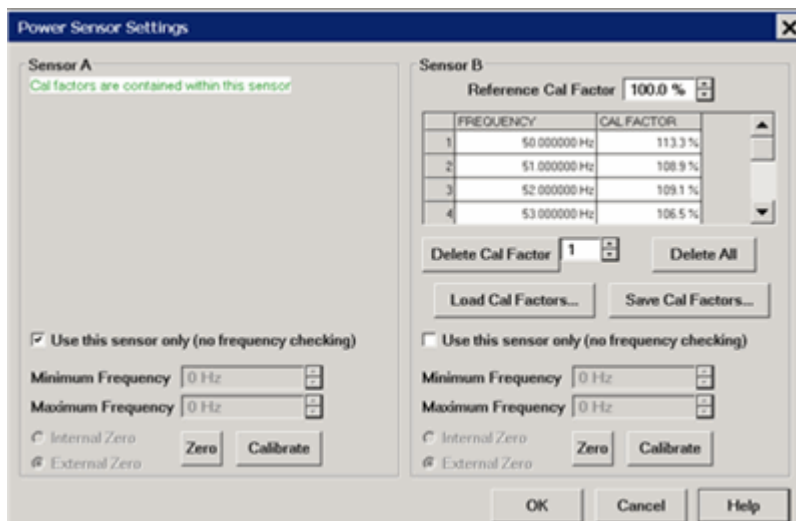 Power Sensor Settings
Sensor A
Cal factors are contained within this sensor
Use this sensor only (no frequency checking)
Minimum Frequency 0 Hz
Maximum Frequency 0 Hz
Internal Zero
External Zero
Zero
Calibrate
Sensor B
Reference Cal Factor 100.0 %
FREQUENCY CAL FACTOR
1 50.000000 Hz 113.3 %
2 51.000000 Hz 108.9 %
3 52.000000 Hz 109.1 %
4 53.000000 Hz 106.5 %
Delete Cal Factor 1 Delete All
Load Cal Factors... Save Cal Factors...
Use this sensor only (no frequency checking)
Minimum Frequency 0 Hz
Maximum Frequency 0 Hz
Internal Zero
External Zero
Zero
Calibrate
OK Cancel Help